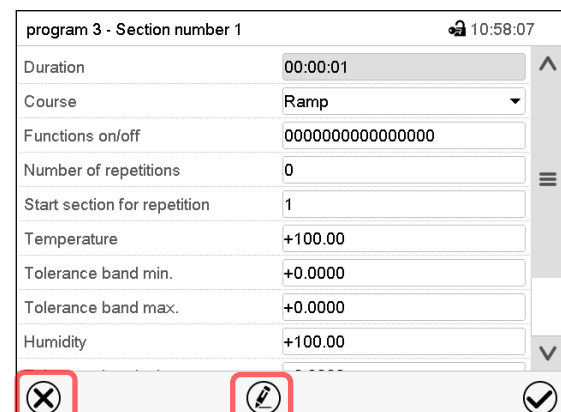 program 3 - Section number 1 10:58:07
Duration 00:00:01
Course Ramp
Functions on/off 0000000000000000
Number of repetitions 0
Start section for repetition 1
Temperature +100.00
Tolerance band min. +0.0000
Tolerance band max. +0.0000
Humidity +100.00